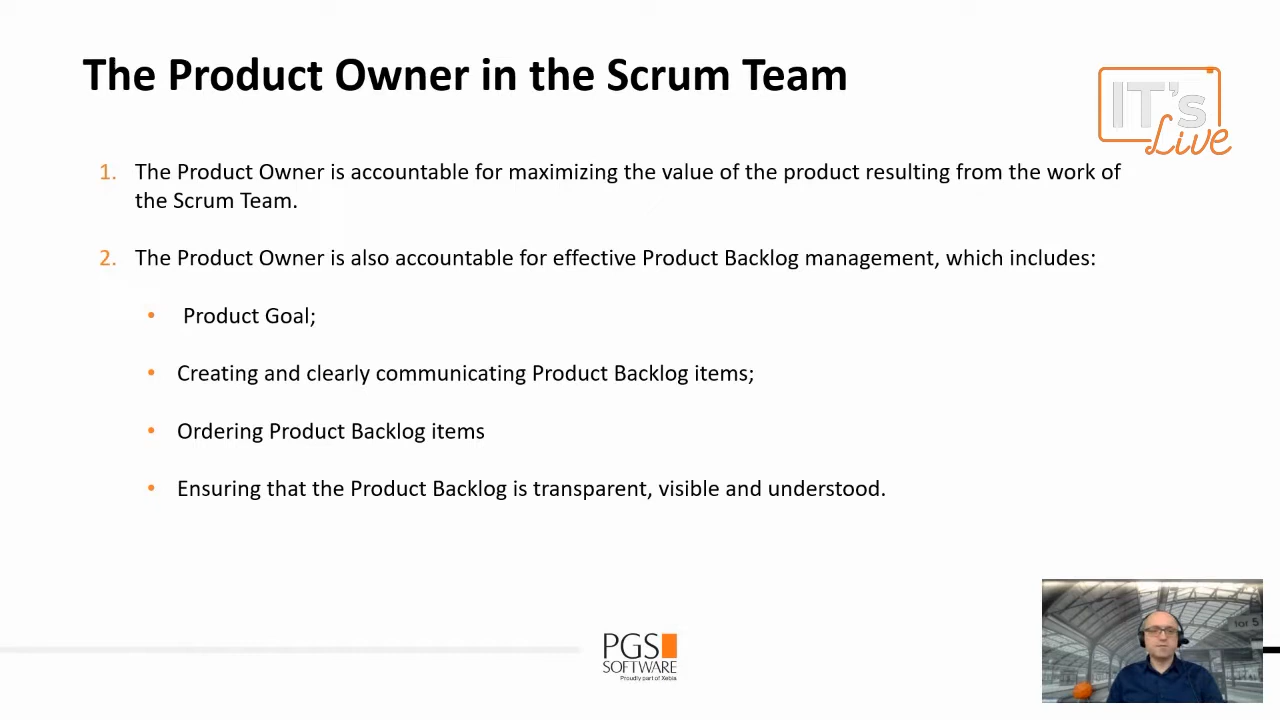 The Product Owner in the Scrum Team
IT's
Live
1. The Product Owner is accountable for maximizing the value of the product resulting from the work of
the Scrum Team.
2. The Product Owner is also accountable for effective Product Backlog management, which includes:
• Product Goal;
• Creating and clearly communicating Product Backlog items;
• Ordering Product Backlog items
• Ensuring that the Product Backlog is transparent, visible and understood.
PGS
SOFTWARE
Proudly part of Xebia